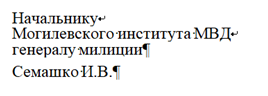 Начальнику↵
Могилевского·института·МВД↵
генералу·милиции¶
Семашко·И.В.¶